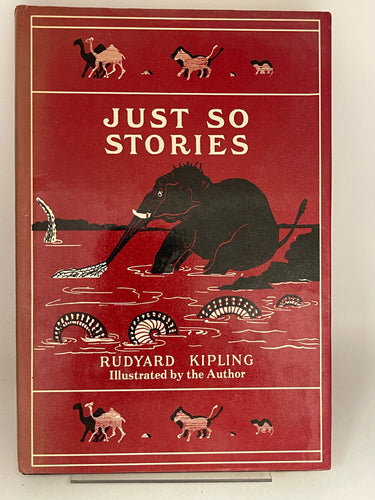 JUST SO
STORIES
RUDYARD KIPLING
Illustrated by the Author